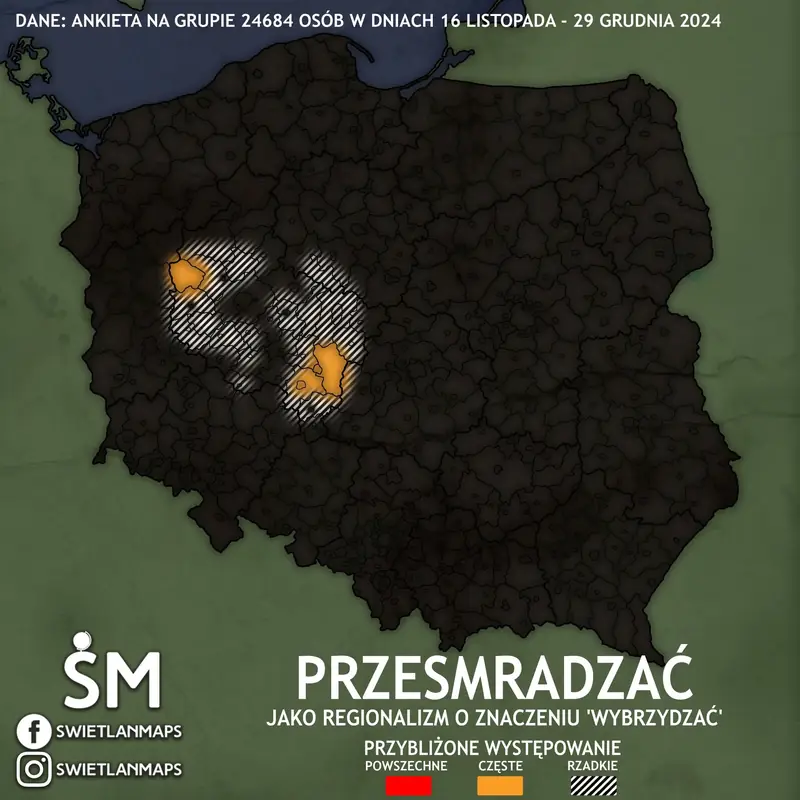 DANE: ANKIETA NA GRUPIE 24684 OSÓB W DNIACH 16 LISTOPADA - 29 GRUDNIA 2024
ŚM
SWIETLANMAPS
SWIETLANMAPS
PRZESMRADZAĆ
JAKO REGIONALIZM O ZNACZENIU 'WYBRZYDZAĆ'
PRZYBLIŻONE WYSTĘPOWANIE
POWSZECHNE CZĘSTE RZADKIE